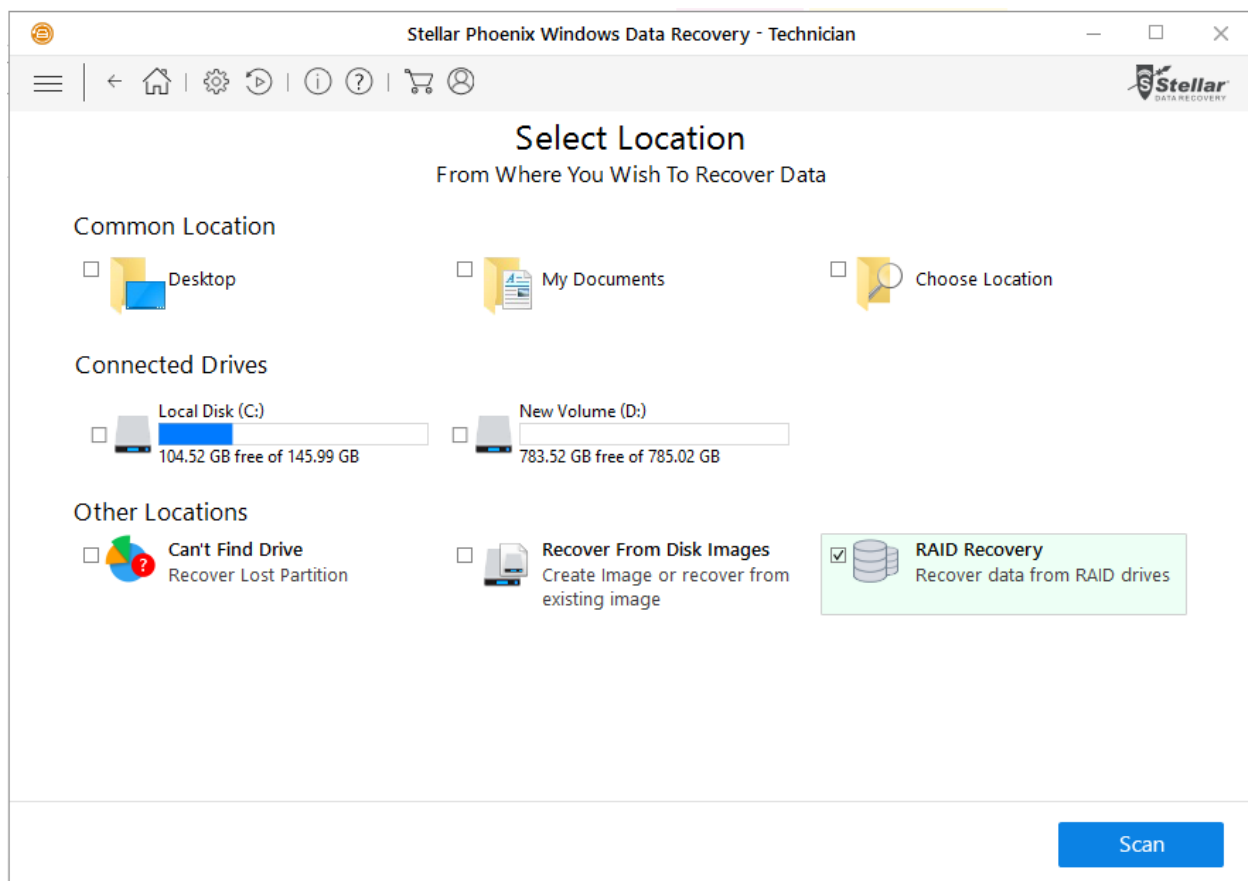 Stellar Phoenix Windows Data Recovery - Technician
Stellar
DATA RECOVERY
Select Location
From Where You Wish To Recover Data
Common Location
Desktop
My Documents
Choose Location
Connected Drives
Local Disk (C:)
104.52 GB free of 145.99 GB
New Volume (D:)
783.52 GB free of 785.02 GB
Other Locations
Can't Find Drive
Recover Lost Partition
Recover From Disk Images
Create Image or recover from
existing image
RAID Recovery
Recover data from RAID drives
Scan